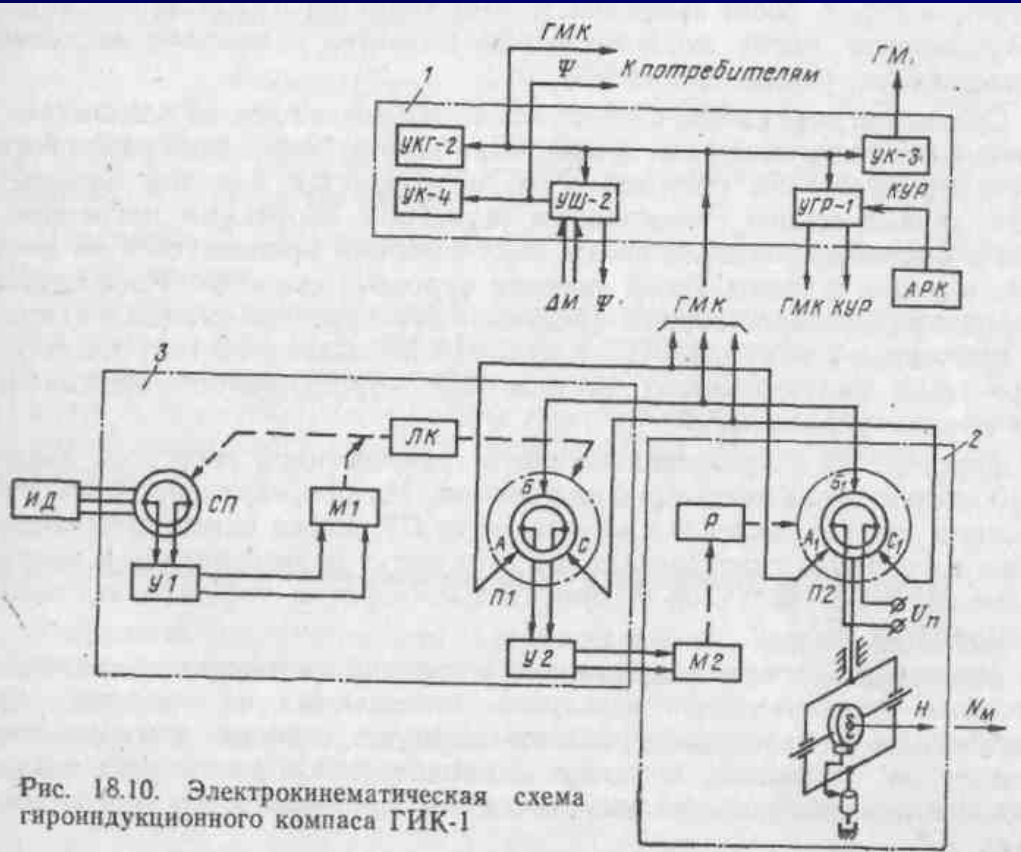 ГМК
Ψ
К потребителям
ГМ
1
УКГ-2
УК-3
УК-4
УШ-2
УГР-1
КУР
АРК
ΔМ Ψ
ГМК
ГМК КУР
3
2
ИД
СП
М1
ЛК
У1
Б
А
С
П1
У2
М2
Р
Б₁
А₁
С₁
П2
Uп
Н
Nм
Рис. 18.10. Электрокинематическая схема
гироиндукционного компаса ГИК-1